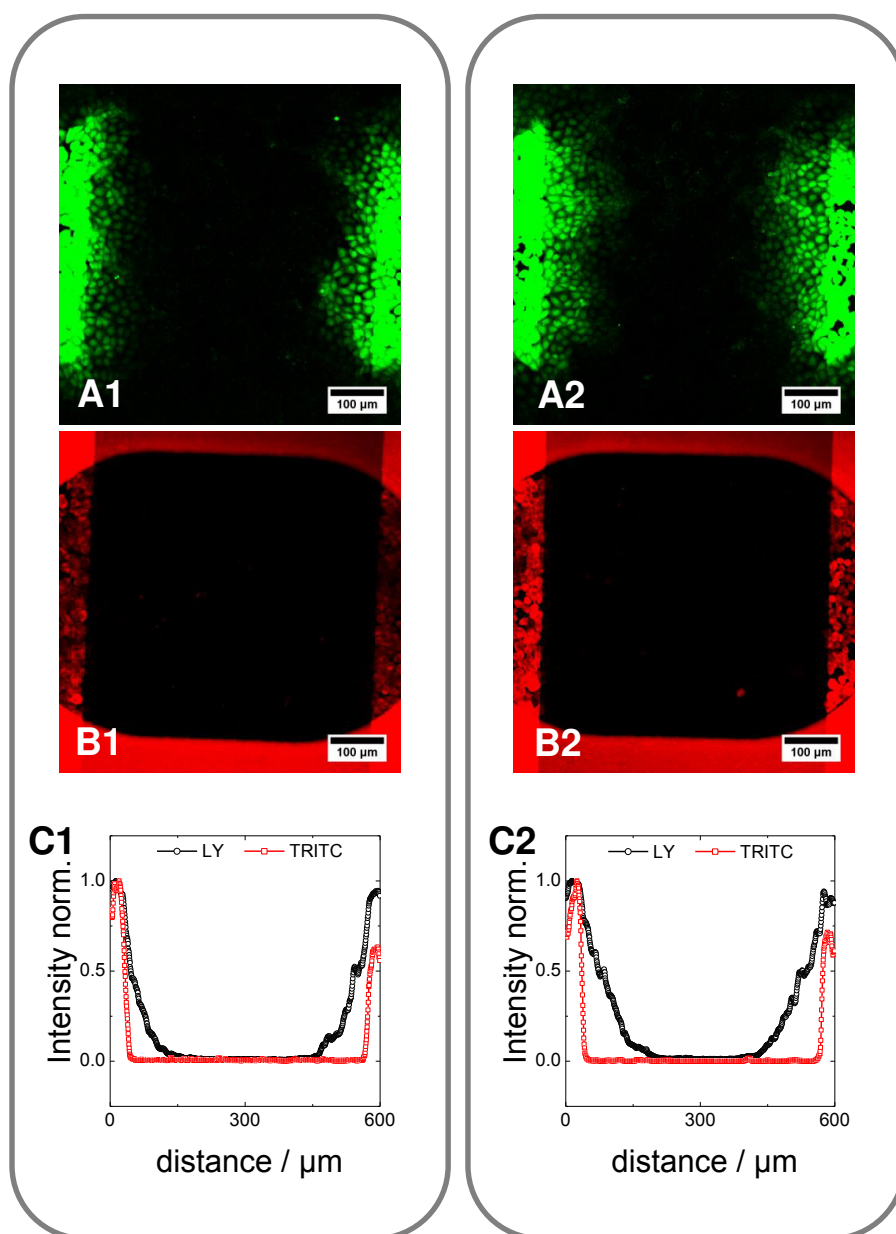 A1
100 µm
A2
100 µm
B1
100 µm
B2
100 µm
C1
LY
TRITC
Intensity norm.
1.0
0.5
0.0
0
300
600
distance / µm
C2
LY
TRITC
Intensity norm.
1.0
0.5
0.0
0
300
600
distance / µm